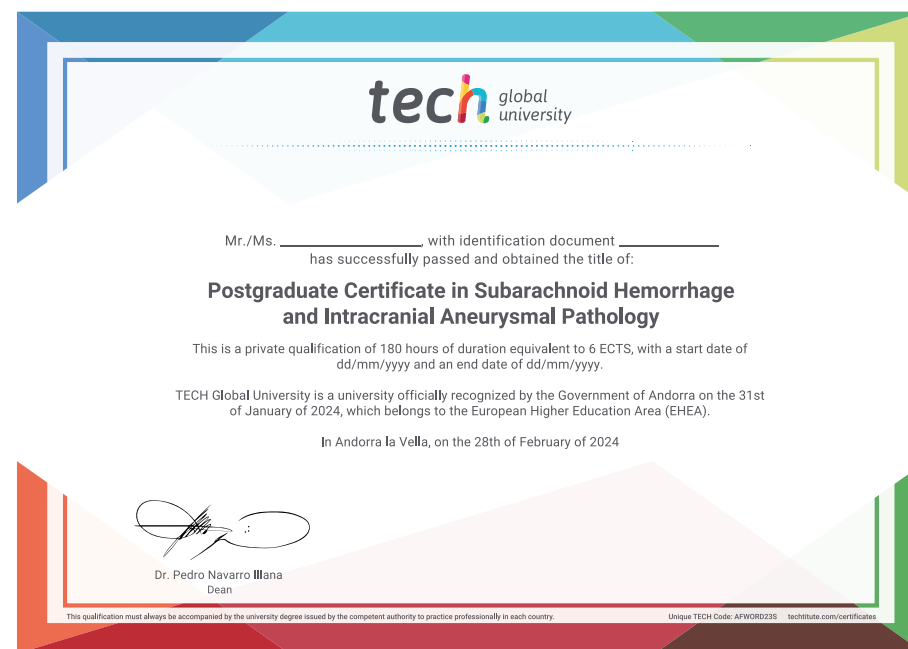 tech global university
Mr./Ms. ____________, with identification document ____________
has successfully passed and obtained the title of:
Postgraduate Certificate in Subarachnoid Hemorrhage
and Intracranial Aneurysmal Pathology
This is a private qualification of 180 hours of duration equivalent to 6 ECTS, with a start date of
dd/mm/yyyy and an end date of dd/mm/yyyy.
TECH Global University is a university officially recognized by the Government of Andorra on the 31st
of January of 2024, which belongs to the European Higher Education Area (EHEA).
In Andorra la Vella, on the 28th of February of 2024
Dr. Pedro Navarro Illana
Dean
This qualification must always be accompanied by the university degree issued by the competent authority to practice professionally in each country. Unique TECH Code: AFWORD23S techtitute.com/certificates